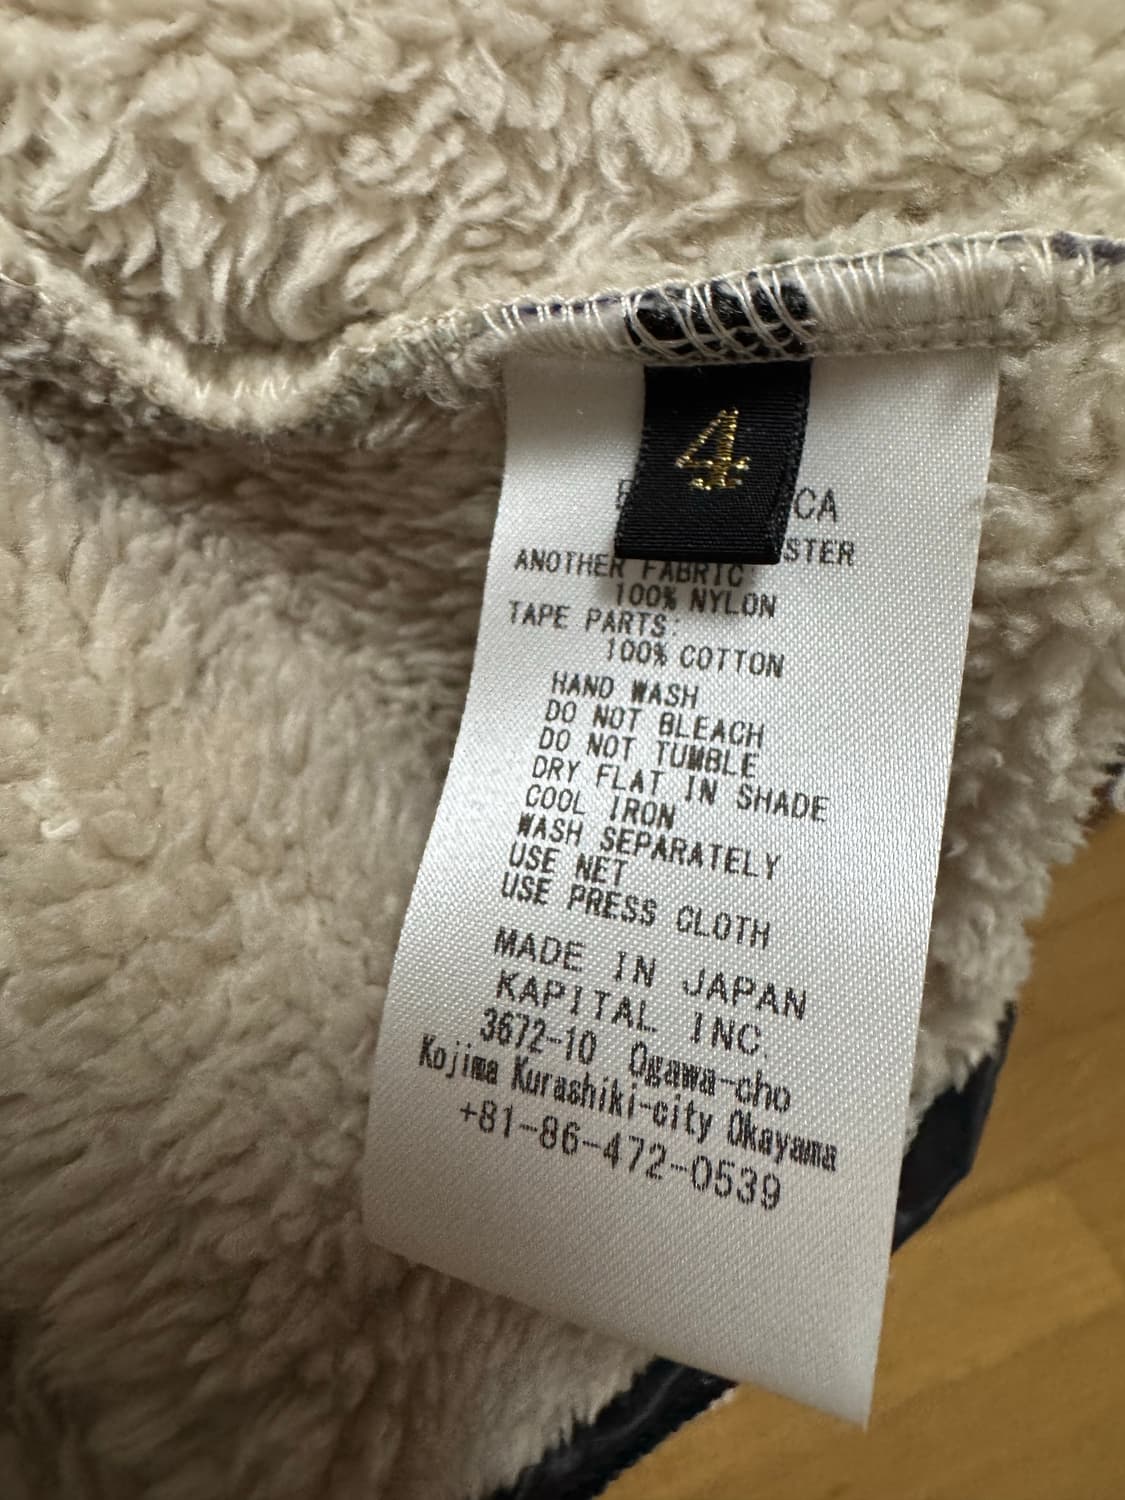 4
CA
STER
ANOTHER FABRIC
100% NYLON
TAPE PARTS:
100% COTTON
HAND WASH
DO NOT BLEACH
DO NOT TUMBLE
DRY FLAT IN SHADE
COOL IRON
WASH SEPARATELY
USE NET
USE PRESS CLOTH
MADE IN JAPAN
KAPITAL INC.
3672-10 Ogawa-cho
Kojima Kurashiki-city Okayama
+81-86-472-0539